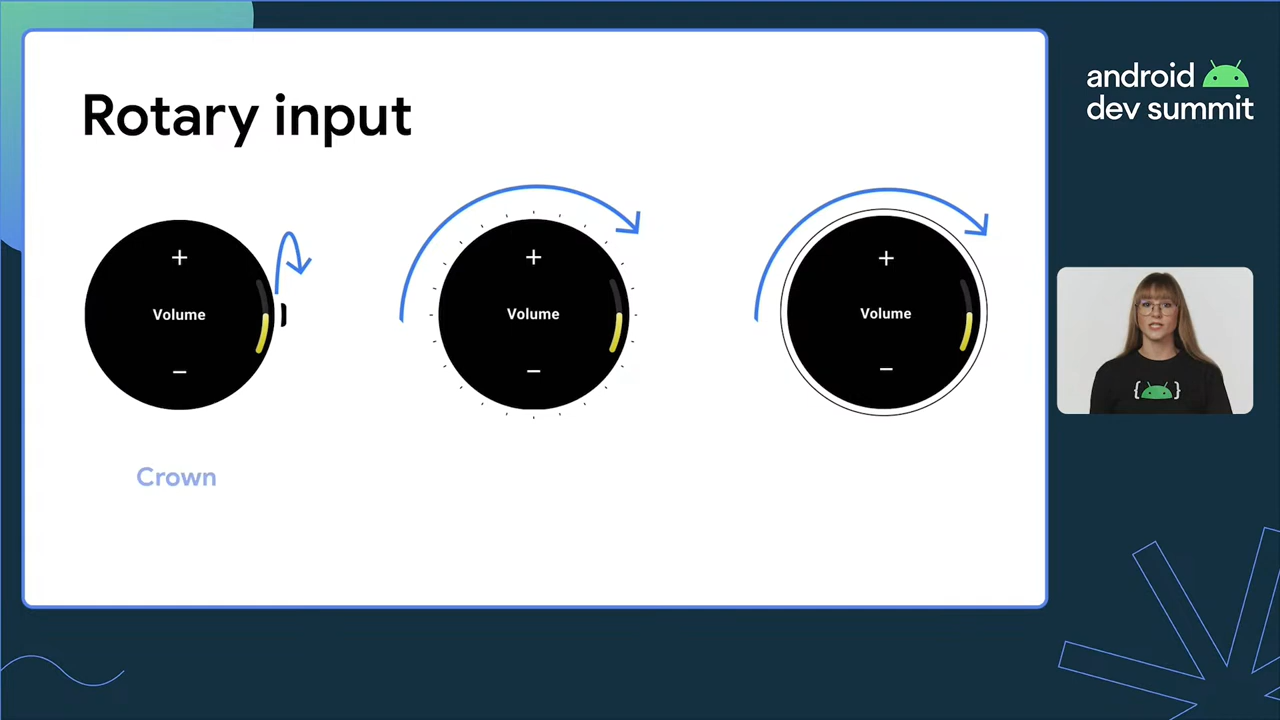 Rotary input
android
dev summit
+
+
+
Volume
Volume
Volume
−
−
−
Crown